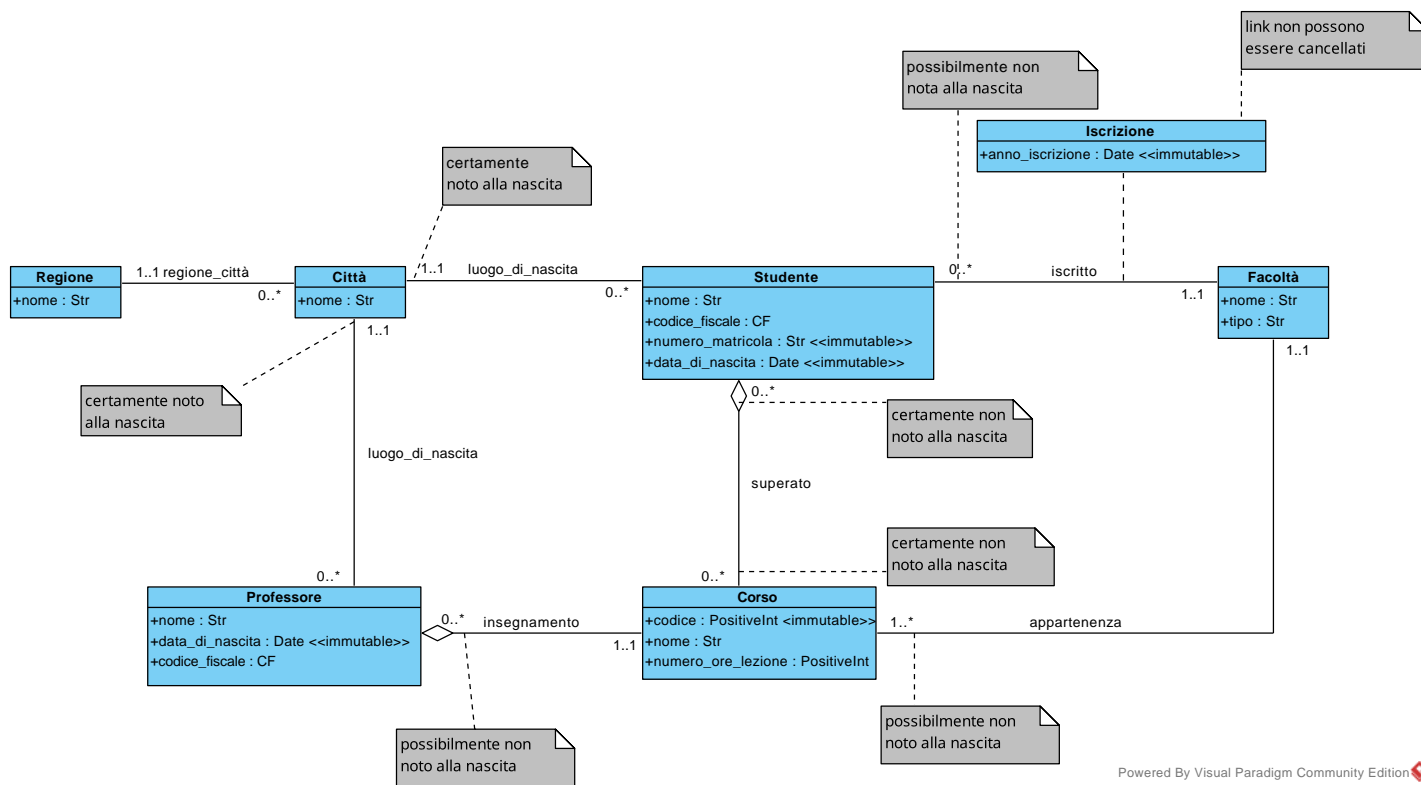 link non possono
essere cancellati
possibilmente non
nota alla nascita
Iscrizione
+anno_iscrizione : Date <<immutable>>
certamente
noto alla nascita
Regione
+nome : Str
1..1 regione_città
0..*
Città
+nome : Str
1..1
luogo_di_nascita
0..*
Studente
+nome : Str
+codice_fiscale : CF
+numero_matricola : Str <<immutable>>
+data_di_nascita : Date <<immutable>>
0..*
iscritto
1..1
Facoltà
+nome : Str
+tipo : Str
1..1
1..1
certamente noto
alla nascita
0..*
certamente non
noto alla nascita
luogo_di_nascita
superato
certamente non
noto alla nascita
0..*
0..*
Professore
+nome : Str
+data_di_nascita : Date <<immutable>>
+codice_fiscale : CF
0..*
insegnamento
1..1
Corso
+codice : PositiveInt <immutable>>
+nome : Str
+numero_ore_lezione : PositiveInt
1..*
appartenenza
possibilmente non
noto alla nascita
possibilmente non
noto alla nascita
Powered By Visual Paradigm Community Edition